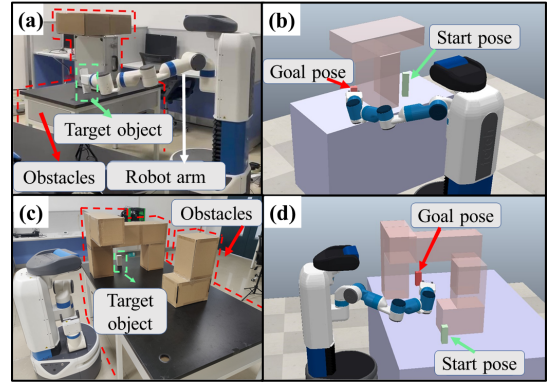 (a)
Target object
Obstacles
Robot arm
(b)
Start pose
Goal pose
(c)
Obstacles
Target
object
(d)
Goal pose
Start pose